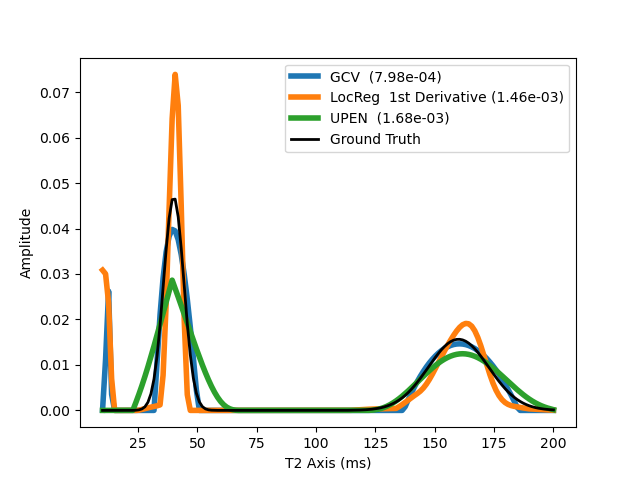 GCV (7.98e-04)
LocReg 1st Derivative (1.46e-03)
UPEN (1.68e-03)
Ground Truth
0.07
0.06
0.05
0.04
0.03
0.02
0.01
0.00
Amplitude
25 50 75 100 125 150 175 200
T2 Axis (ms)